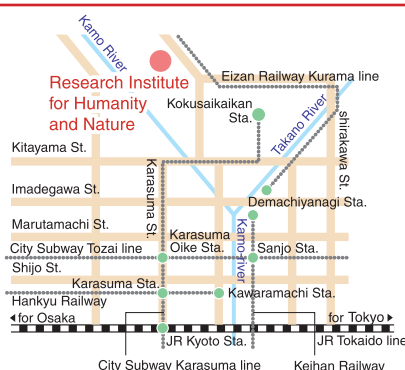 Kamo River
Research Institute
for Humanity
and Nature
Eizan Railway Kurama line
Kokusaikaikan
Sta.
Takano River
shirakawa St.
Kitayama St.
Karasuma St.
Imadegawa St.
Demachiyanagi Sta.
Marutamachi St.
Karasuma
Oike Sta.
Kamo river
City Subway Tozai line
Sanjo Sta.
Shijo St.
Karasuma Sta.
Kawaramachi Sta.
Hankyu Railway
for Osaka
for Tokyo
JR Kyoto Sta.
JR Tokaido line
City Subway Karasuma line
Keihan Railway